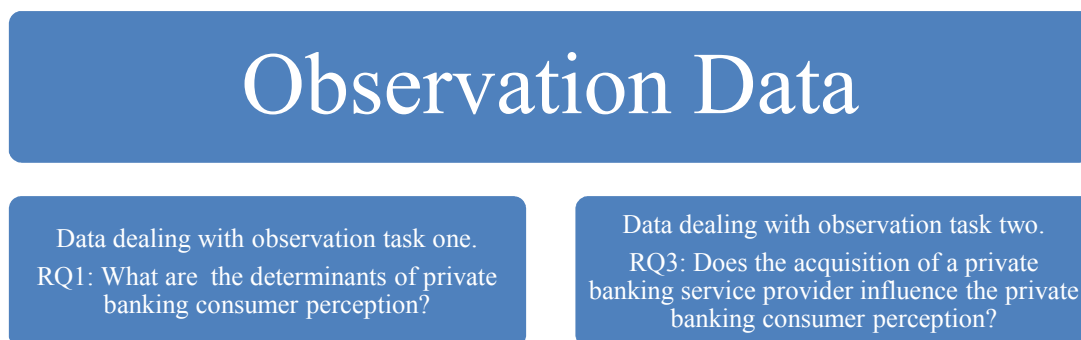 Observation Data
Data dealing with observation task one.
RQ1: What are  the determinants of private
banking consumer perception?
Data dealing with observation task two.
RQ3: Does the acquisition of a private
banking service provider influence the private
banking consumer perception?